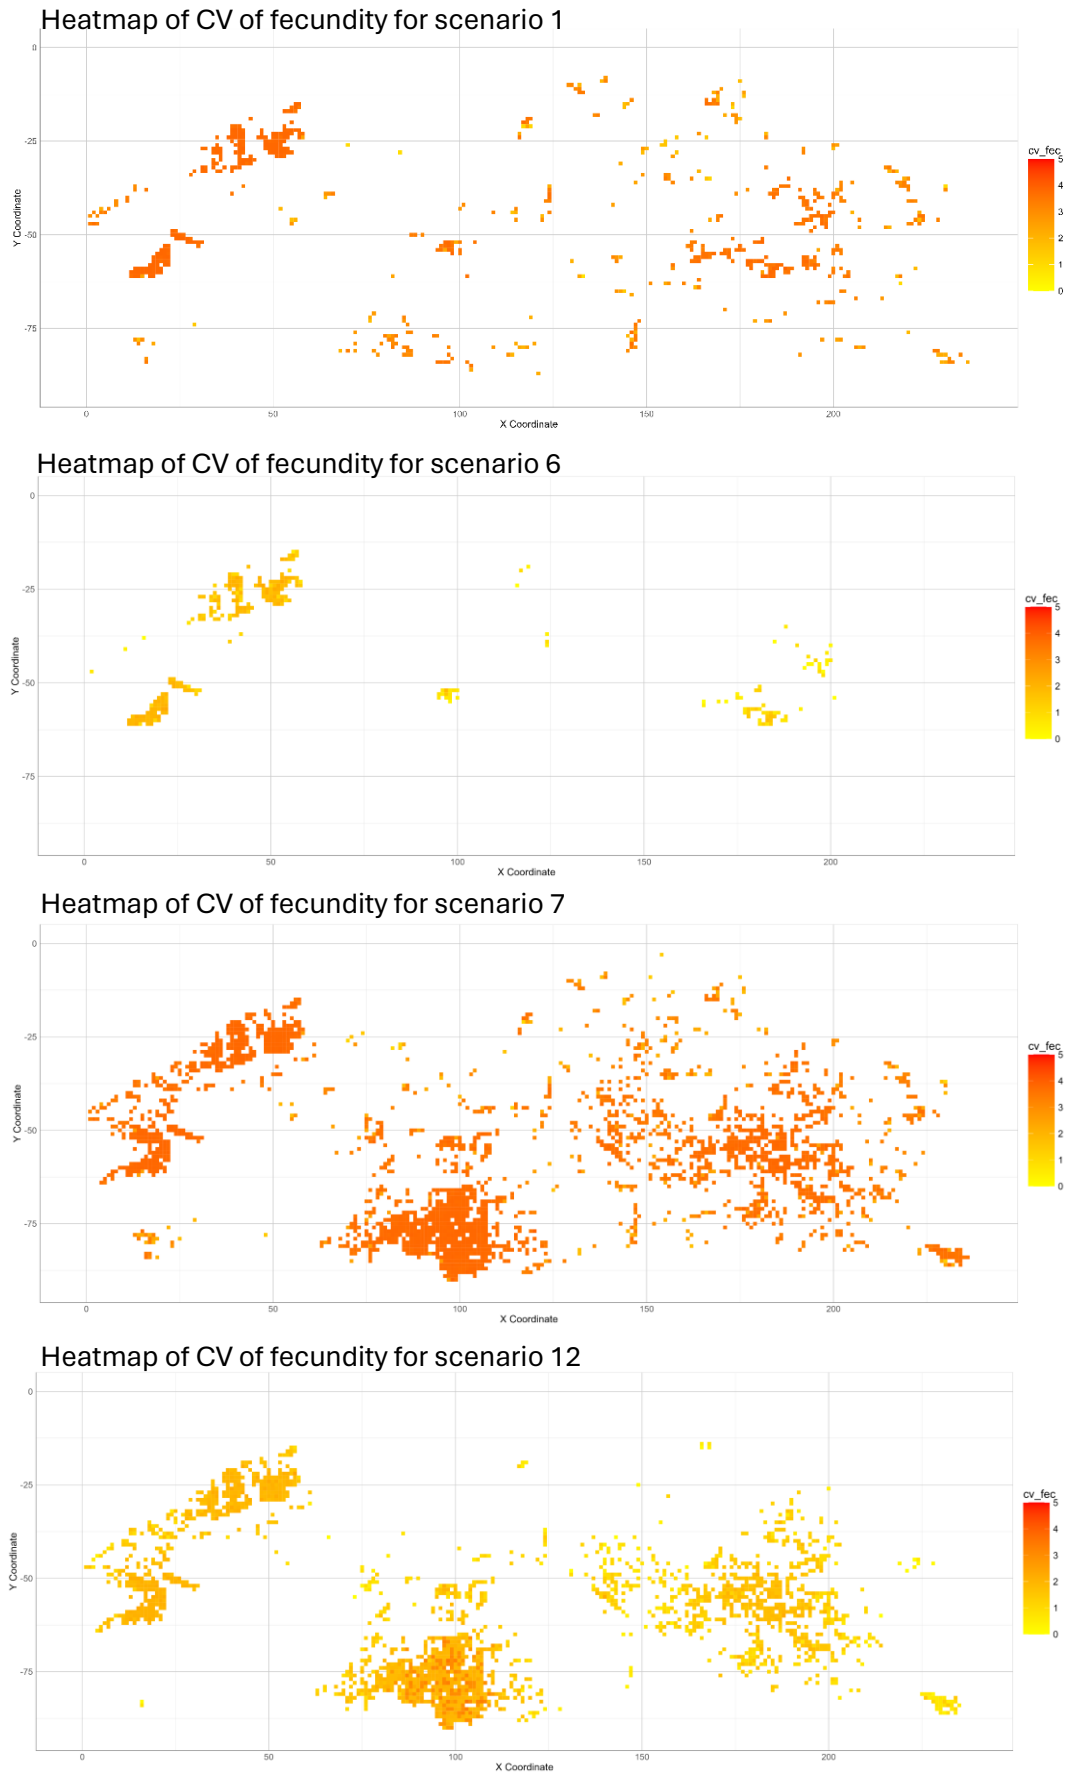 Heatmap of CV of fecundity for scenario 1
0
-25
-50
-75
Y Coordinate
0 50 100 150 200
X Coordinate
cv_fec
5
4
3
2
1
0
Heatmap of CV of fecundity for scenario 6
0
-25
-50
-75
Y Coordinate
0 50 100 150 200
X Coordinate
cv_fec
5
4
3
2
1
0
Heatmap of CV of fecundity for scenario 7
0
-25
-50
-75
Y Coordinate
0 50 100 150 200
X Coordinate
cv_fec
5
4
3
2
1
0
Heatmap of CV of fecundity for scenario 12
0
-25
-50
-75
Y Coordinate
0 50 100 150 200
X Coordinate
cv_fec
5
4
3
2
1
0